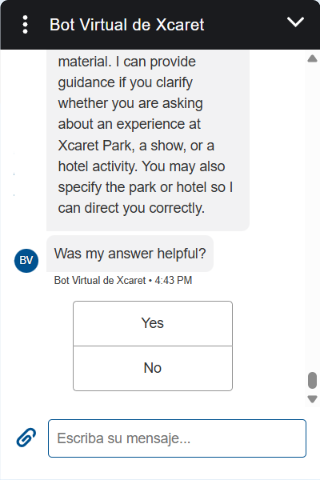 Bot Virtual de Xcaret
material. I can provide
guidance if you clarify
whether you are asking
about an experience at
Xcaret Park, a show, or a
hotel activity. You may also
specify the park or hotel so I
can direct you correctly.
Was my answer helpful?
BV
Bot Virtual de Xcaret • 4:43 PM
Yes
No
Escriba su mensaje...